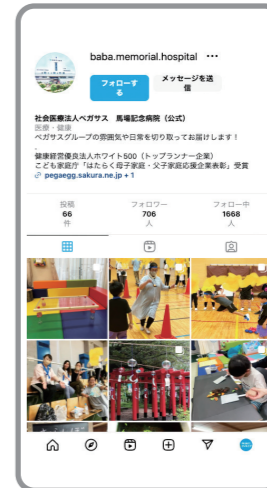 baba.memorial.hospital ･･･
フォローす
る
メッセージを送
信
社会医療法人ペガサス 馬場記念病院（公式）
医療・健康
ペガサスグループの雰囲気や日常を切り取ってお届けします！
.
健康経営優良法人ホワイト500（トップランナー企業）
こども家庭庁「はたらく母子家庭・父子家庭応援企業表彰」受賞
pegaegg.sakura.ne.jp + 1
投稿
66
件
フォロワー
706
人
フォロー中
1668
人